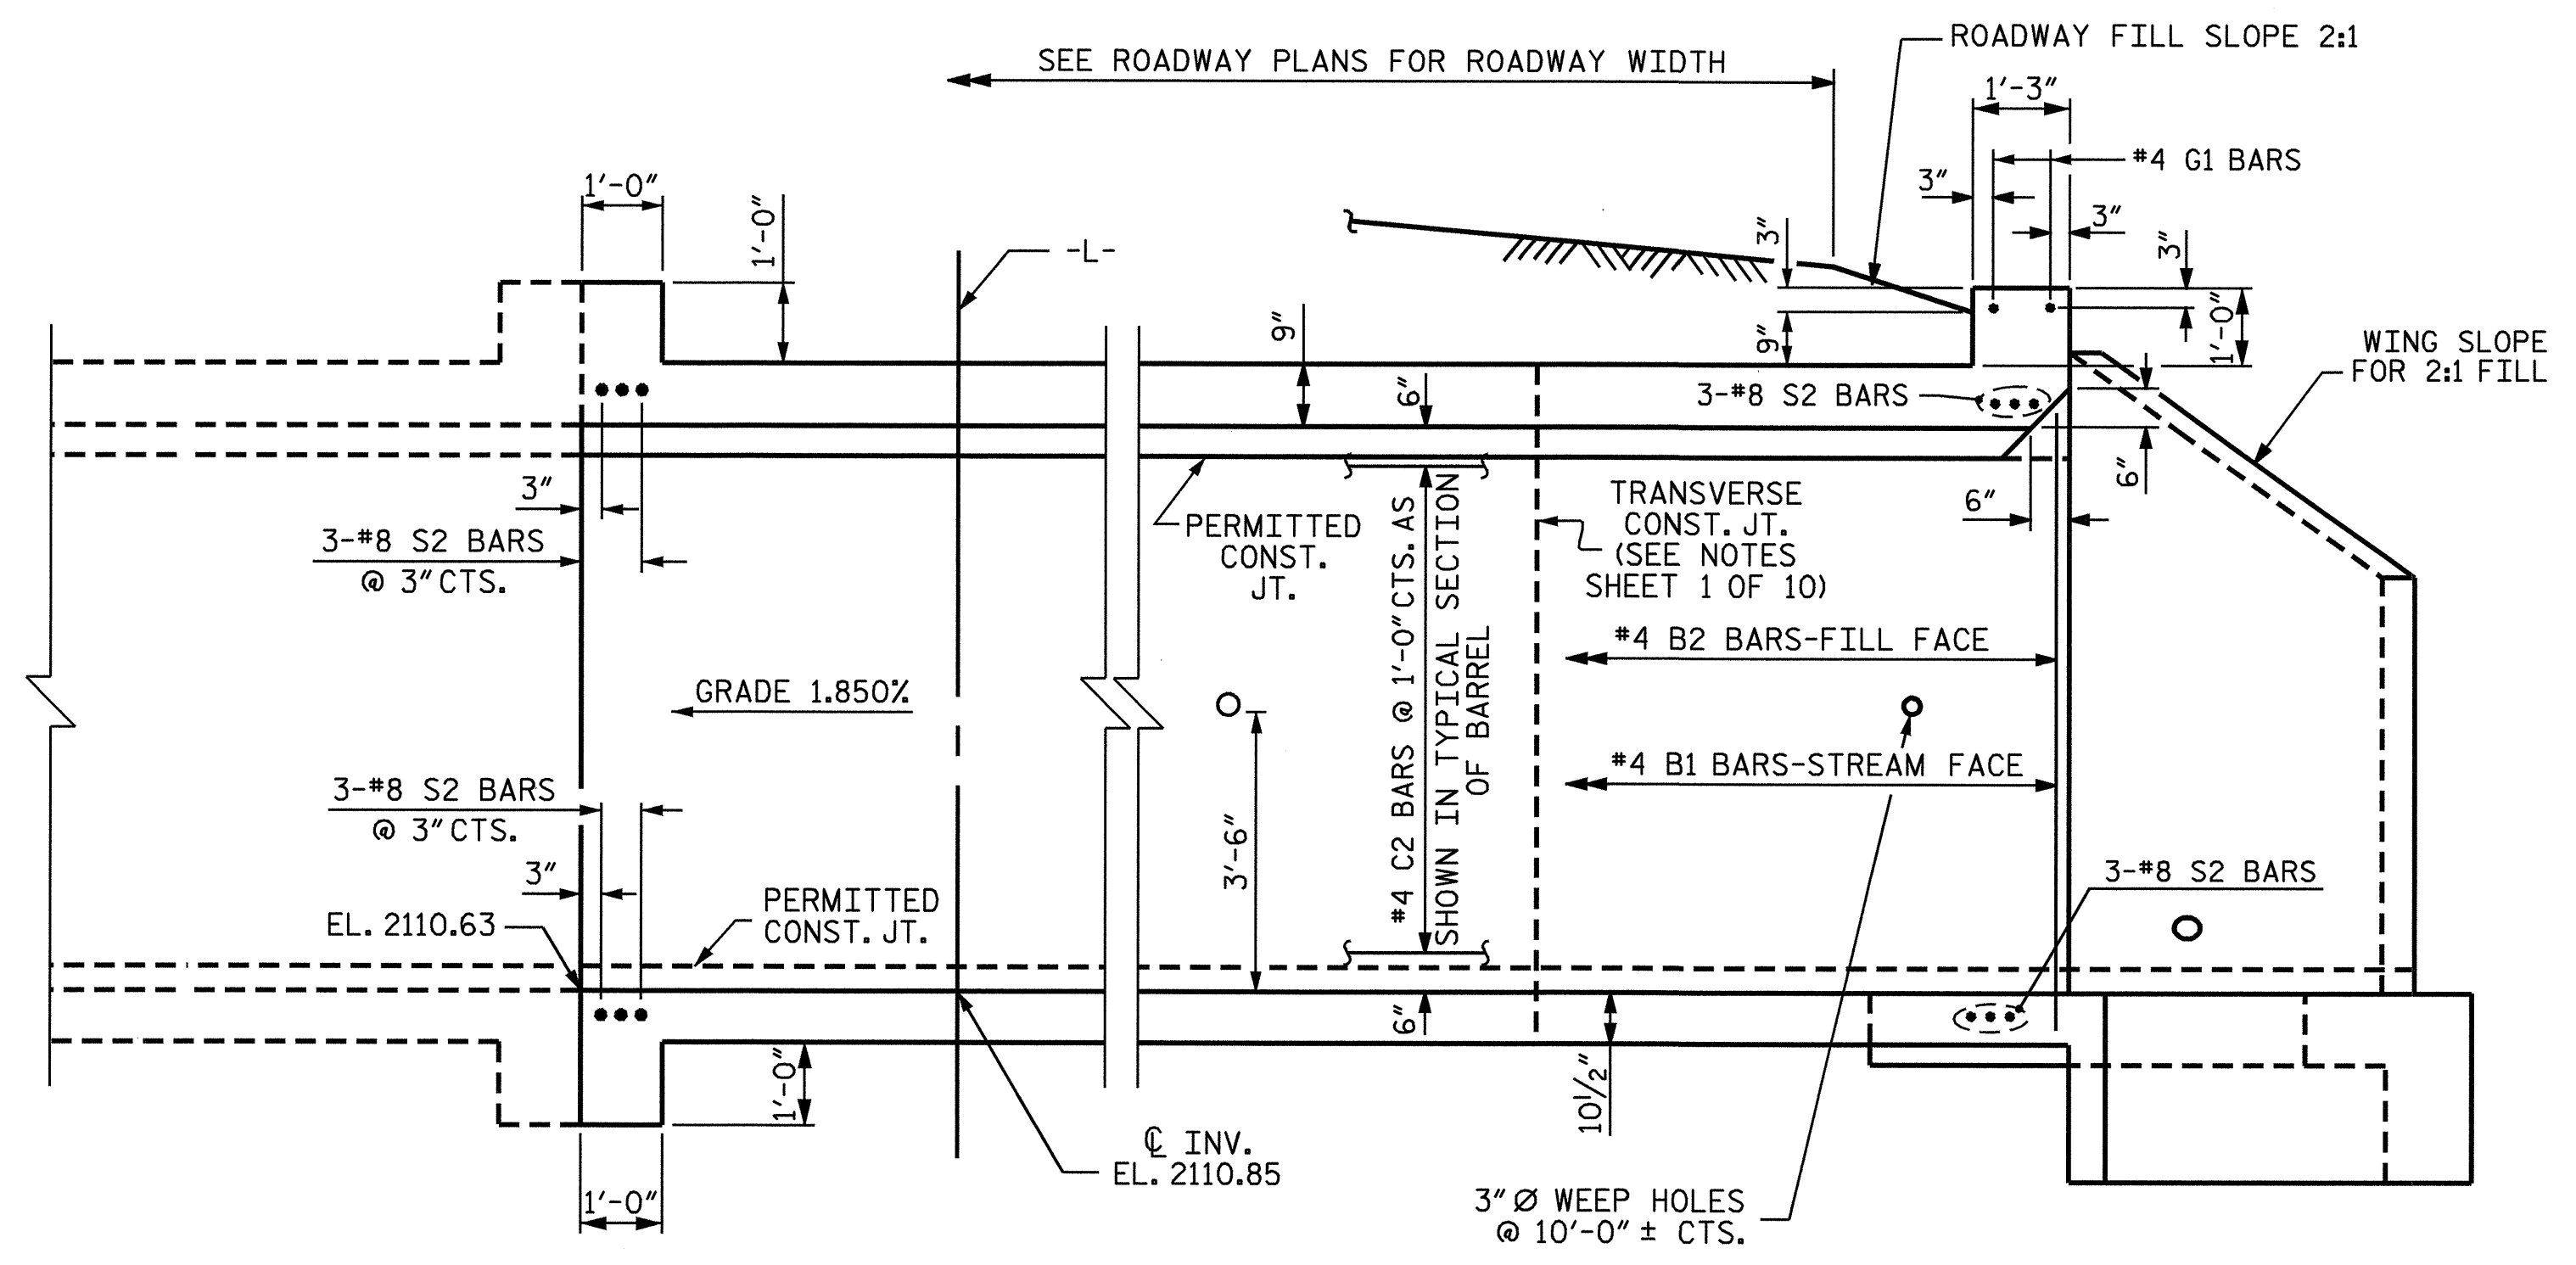 ROADWAY FILL SLOPE 2:1
SEE ROADWAY PLANS FOR ROADWAY WIDTH
1'-3"
#4 G1 BARS
3"
3"
3"
1'-0"
1'-0"
1'-0"
-L-
3"
9"
9"
6"
1'-0"
WING SLOPE
FOR 2:1 FILL
3-#8 S2 BARS
6"
6"
3"
3-#8 S2 BARS
@ 3" CTS.
PERMITTED
CONST.
JT.
#4 C2 BARS @ 1'-0" CTS. AS
SHOWN IN TYPICAL SECTION
OF BARREL
TRANSVERSE
CONST. JT.
(SEE NOTES
SHEET 1 OF 10)
#4 B2 BARS-FILL FACE
GRADE 1.850%
#4 B1 BARS-STREAM FACE
3-#8 S2 BARS
@ 3" CTS.
3'-6"
3"
EL. 2110.63
PERMITTED
CONST. JT.
3-#8 S2 BARS
6"
10½"
1'-0"
℄ INV.
EL. 2110.85
1'-0"
3" Ø WEEP HOLES
@ 10'-0" ± CTS.